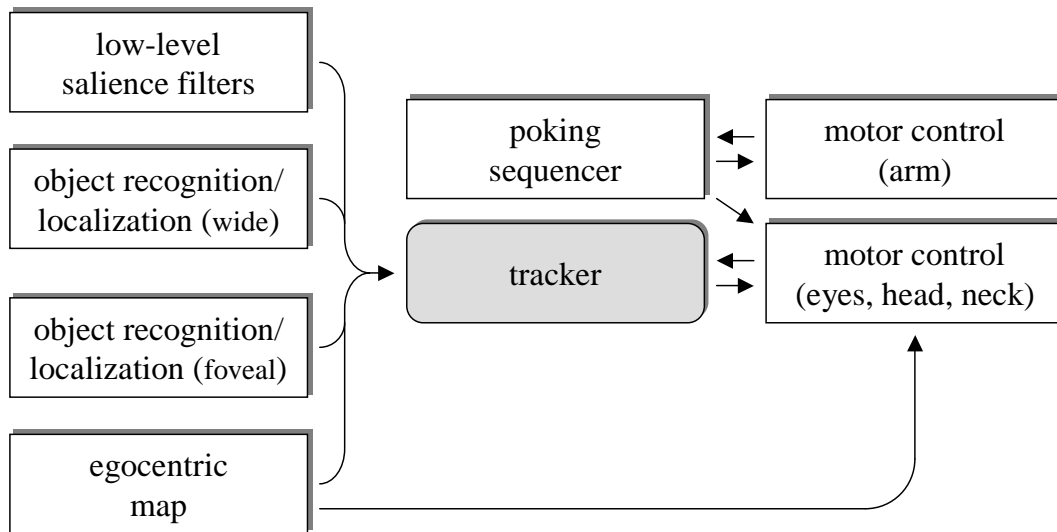 low-level
salience filters
object recognition/
localization (wide)
object recognition/
localization (foveal)
egocentric
map
poking
sequencer
tracker
motor control
(arm)
motor control
(eyes, head, neck)